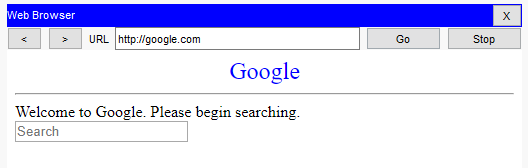 Web Browser X
< > URL http://google.com Go Stop
Google
Welcome to Google. Please begin searching.
Search